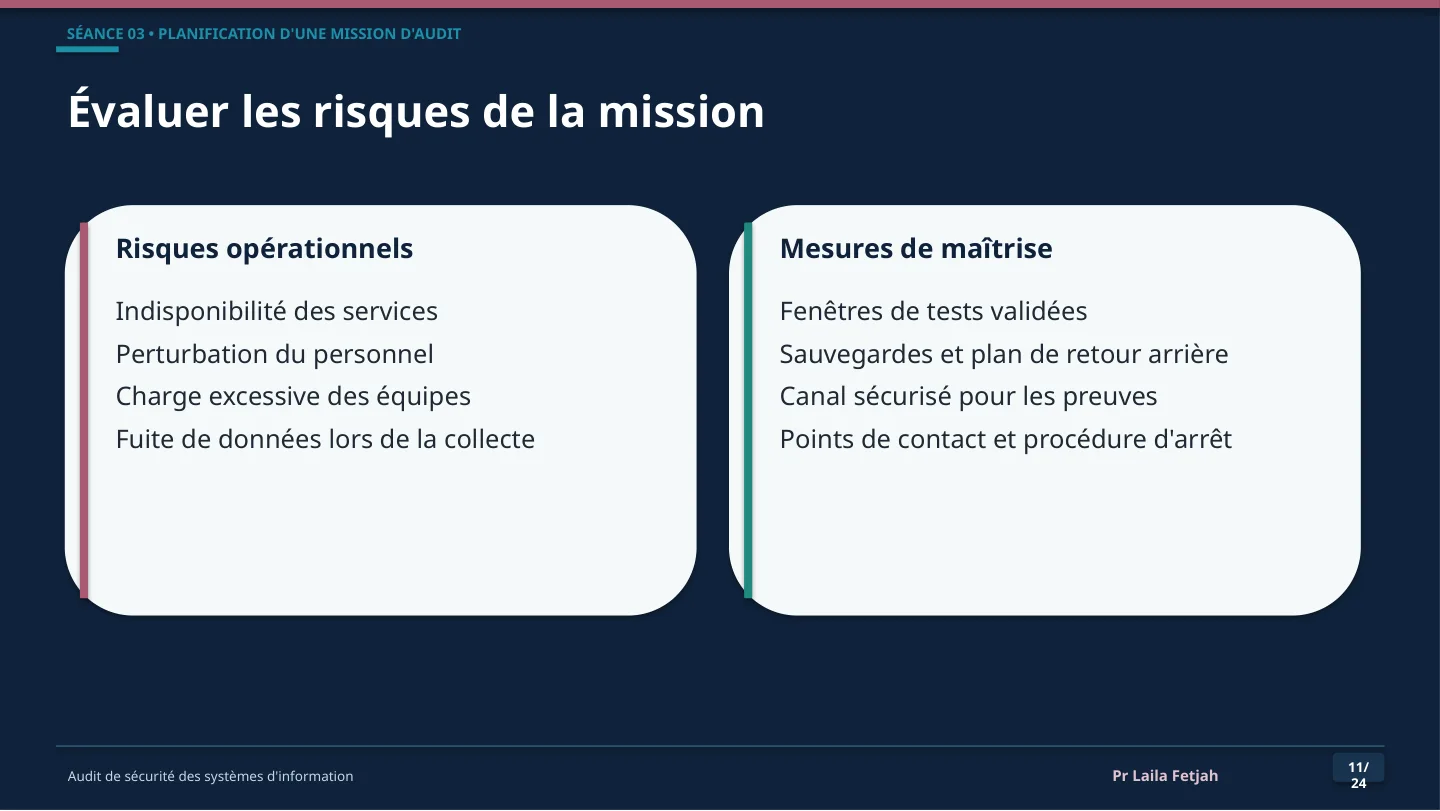 SÉANCE 03 • PLANIFICATION D'UNE MISSION D'AUDIT
Évaluer les risques de la mission
Risques opérationnels
Indisponibilité des services
Perturbation du personnel
Charge excessive des équipes
Fuite de données lors de la collecte
Mesures de maîtrise
Fenêtres de tests validées
Sauvegardes et plan de retour arrière
Canal sécurisé pour les preuves
Points de contact et procédure d'arrêt
Audit de sécurité des systèmes d'information
Pr Laila Fetjah
11/
24